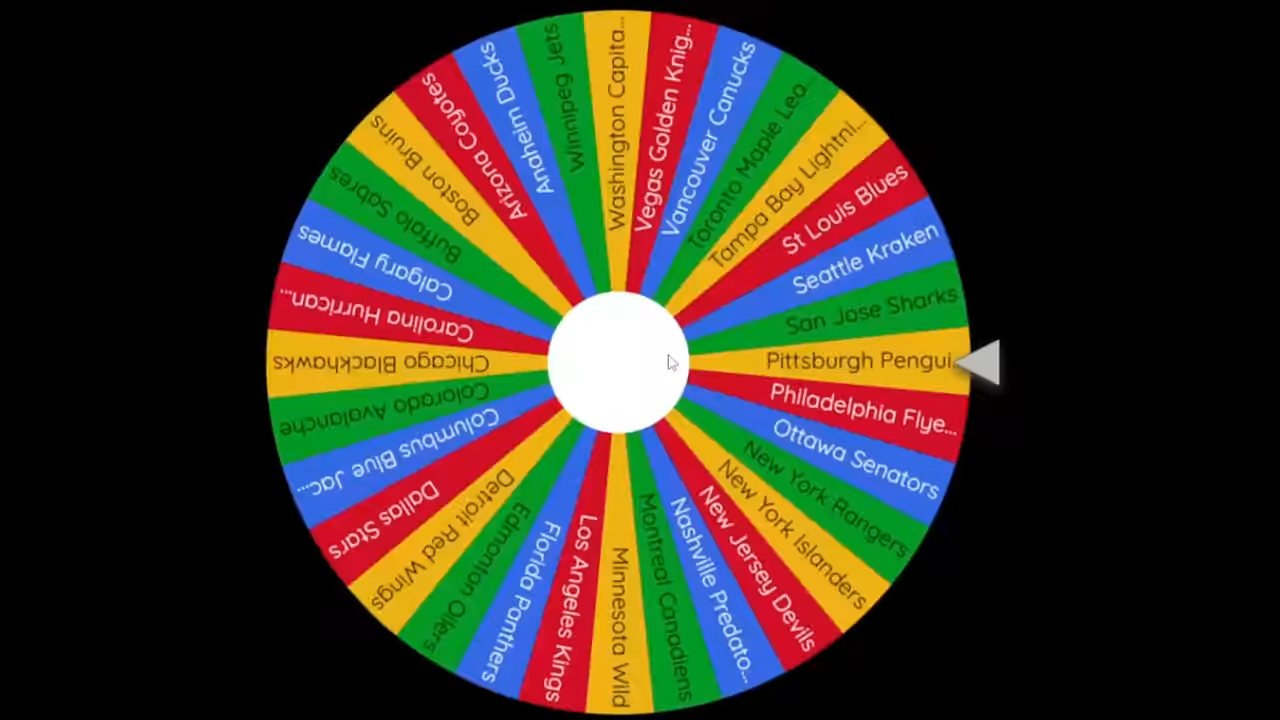 Washington Capita...
Vegas Golden Knig...
Vancouver Canucks
Toronto Maple Lea...
Tampa Bay Lightni...
St Louis Blues
Seattle Kraken
San Jose Sharks
Pittsburgh Pengui...
Philadelphia Flye...
Ottawa Senators
New York Rangers
New York Islanders
New Jersey Devils
Nashville Predato...
Montreal Canadiens
Minnesota Wild
Los Angeles Kings
Florida Panthers
Edmonton Oilers
Detroit Red Wings
Dallas Stars
Columbus Blue Jac...
Colorado Avalanche
Chicago Blackhawks
Carolina Hurrican...
Calgary Flames
Buffalo Sabres
Boston Bruins
Arizona Coyotes
Anaheim Ducks
Winnipeg Jets